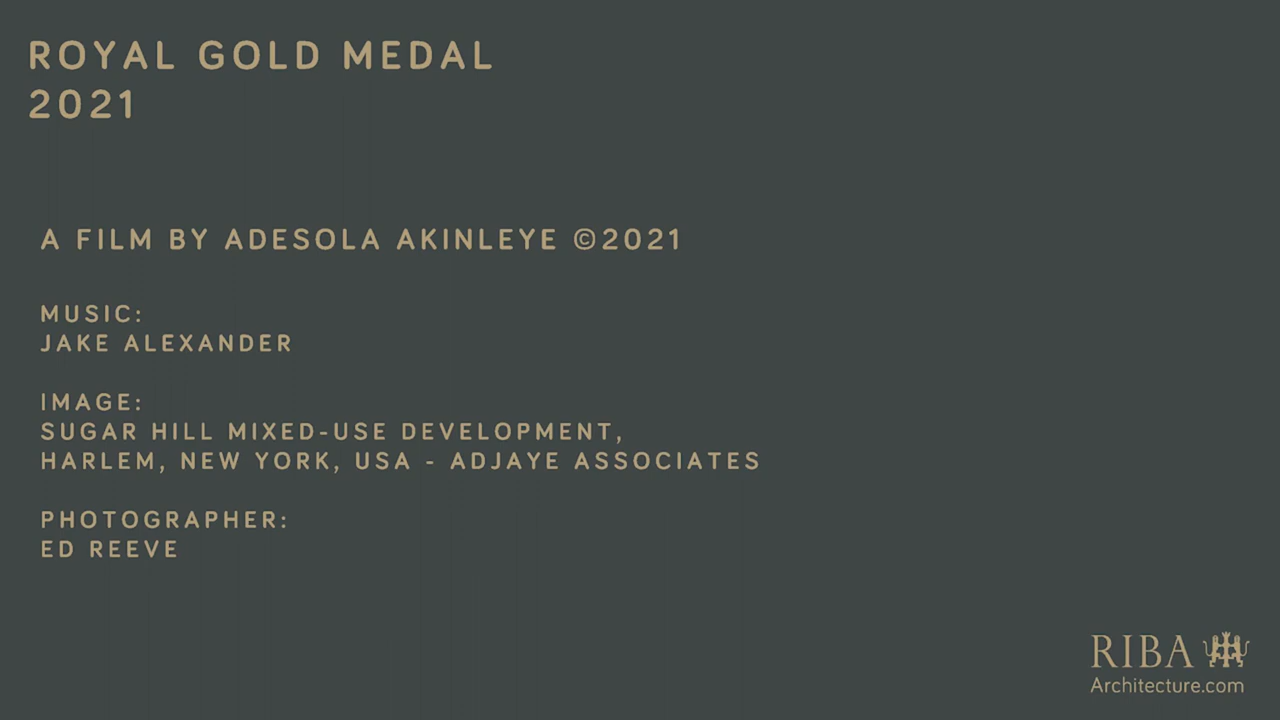 ROYAL GOLD MEDAL
2021
A FILM BY ADESOLA AKINLEYE ©2021
MUSIC:
JAKE ALEXANDER
IMAGE:
SUGAR HILL MIXED-USE DEVELOPMENT,
HARLEM, NEW YORK, USA - ADJAYE ASSOCIATES
PHOTOGRAPHER:
ED REEVE
RIBA
Architecture.com